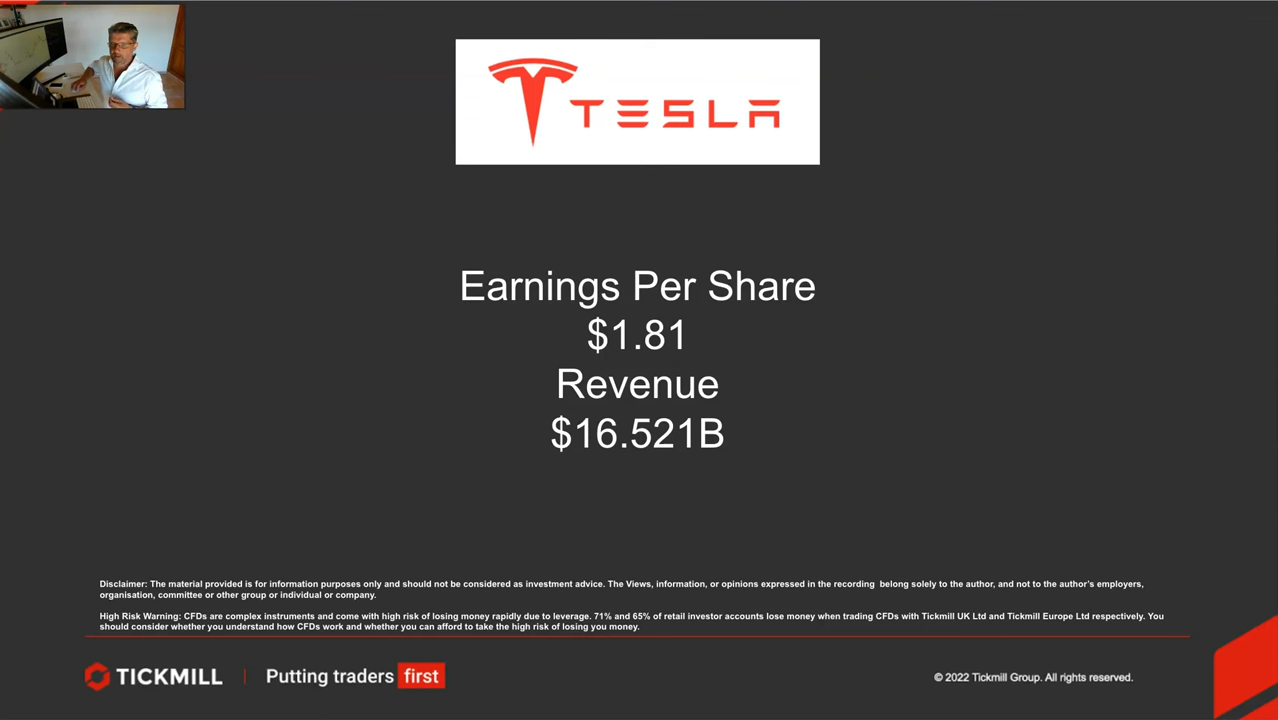 TESLA
Earnings Per Share
$1.81
Revenue
$16.521B
Disclaimer: The material provided is for information purposes only and should not be considered as investment advice. The Views, information, or opinions expressed in the recording belong solely to the author, and not to the author's employers,
organisation, committee or other group or individual or company.
High Risk Warning: CFDs are complex instruments and come with high risk of losing money rapidly due to leverage. 71% and 65% of retail investor accounts lose money when trading CFDs with Tickmill UK Ltd and Tickmill Europe Ltd respectively. You
should consider whether you understand how CFDs work and whether you can afford to take the high risk of losing you money.
TICKMILL | Putting traders first
© 2022 Tickmill Group. All rights reserved.